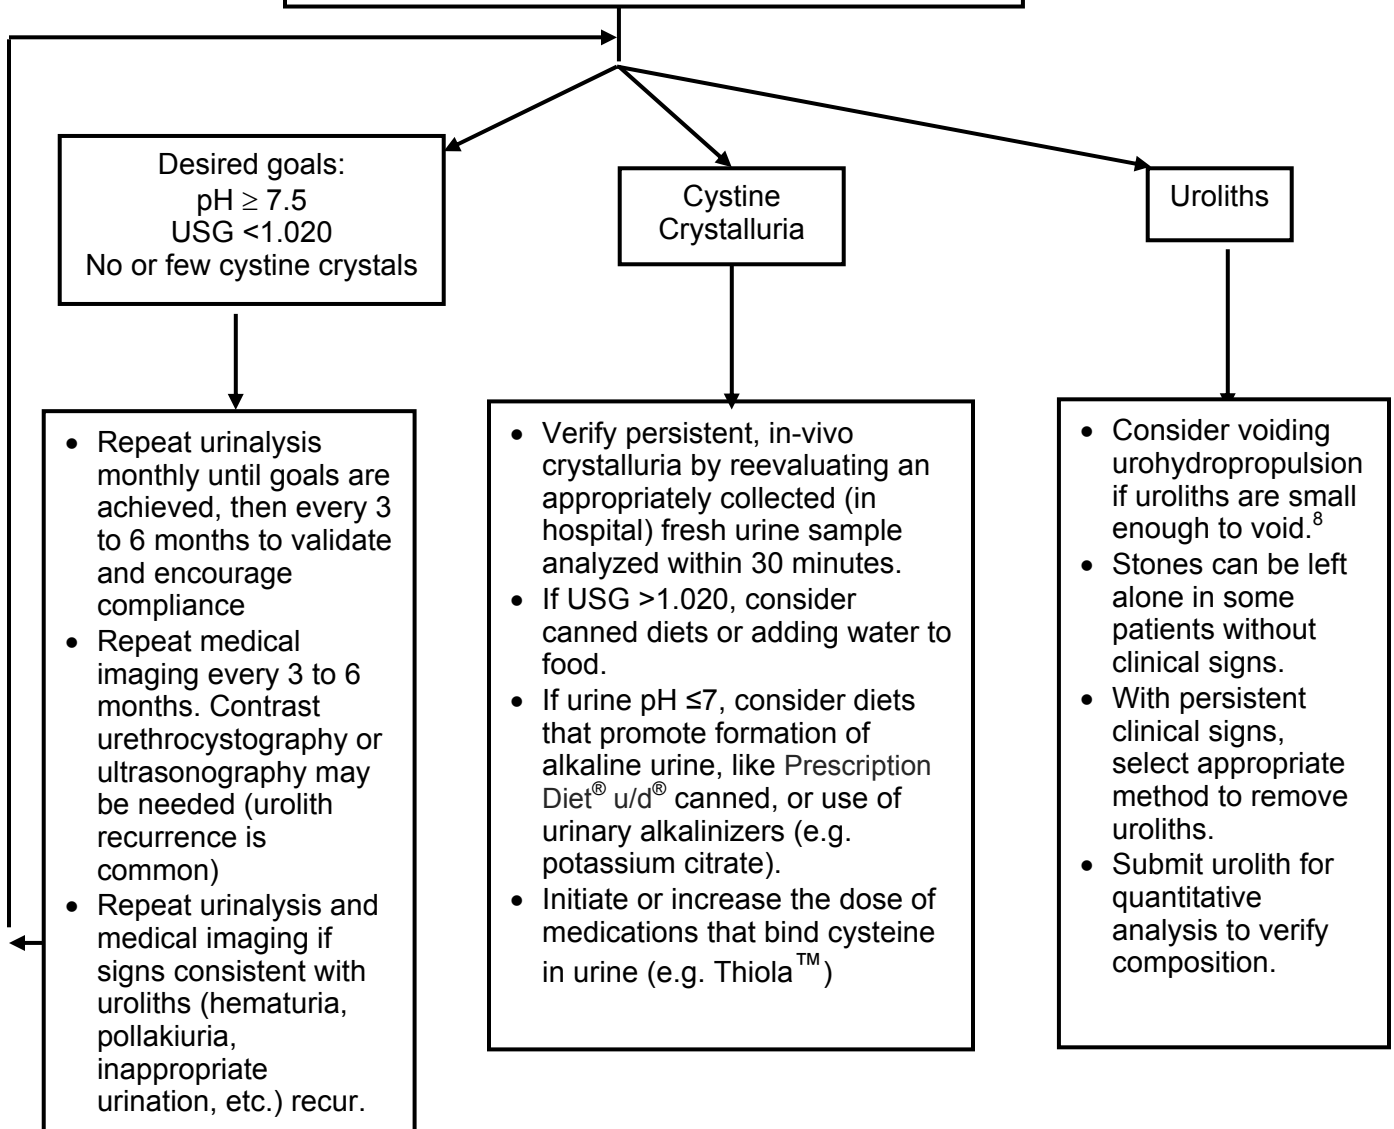 Desired goals:
pH ≥ 7.5
USG <1.020
No or few cystine crystals
Cystine
Crystalluria
Uroliths
• Repeat urinalysis
monthly until goals are
achieved, then every 3
to 6 months to validate
and encourage
compliance
• Repeat medical
imaging every 3 to 6
months. Contrast
urethrocystography or
ultrasonography may
be needed (urolith
recurrence is
common)
• Repeat urinalysis and
medical imaging if
signs consistent with
uroliths (hematuria,
pollakiuria,
inappropriate
urination, etc.) recur.
• Verify persistent, in-vivo
crystalluria by reevaluating an
appropriately collected (in
hospital) fresh urine sample
analyzed within 30 minutes.
• If USG >1.020, consider
canned diets or adding water to
food.
• If urine pH ≤7, consider diets
that promote formation of
alkaline urine, like Prescription
Diet® u/d® canned, or use of
urinary alkalinizers (e.g.
potassium citrate).
• Initiate or increase the dose of
medications that bind cysteine
in urine (e.g. Thiola™)
• Consider voiding
urohydropropulsion
if uroliths are small
enough to void.8
• Stones can be left
alone in some
patients without
clinical signs.
• With persistent
clinical signs,
select appropriate
method to remove
uroliths.
• Submit urolith for
quantitative
analysis to verify
composition.